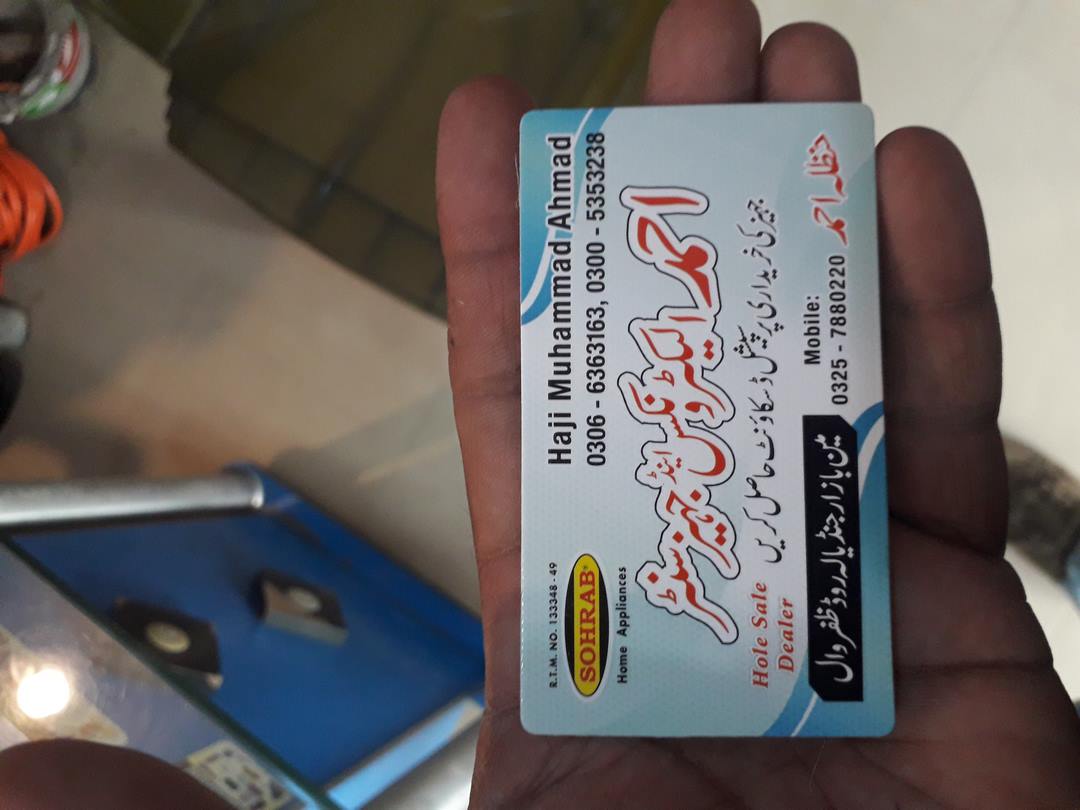 R.T.M. NO. 133348 - 49
SOHRAB®
Home Appliances
Haji Muhammad Ahmad
0306 - 6363163, 0300 - 5353238
احمد الیکٹرونکس اینڈ جہیز سنٹر
جہیز کی خریداری پر سپیشل ڈسکاؤنٹ حاصل کریں
Hole Sale
Dealer
Mobile:
0325 - 7880220
حنظلہ احمد
مین بازار جنڈیالہ روڈ ظفروال